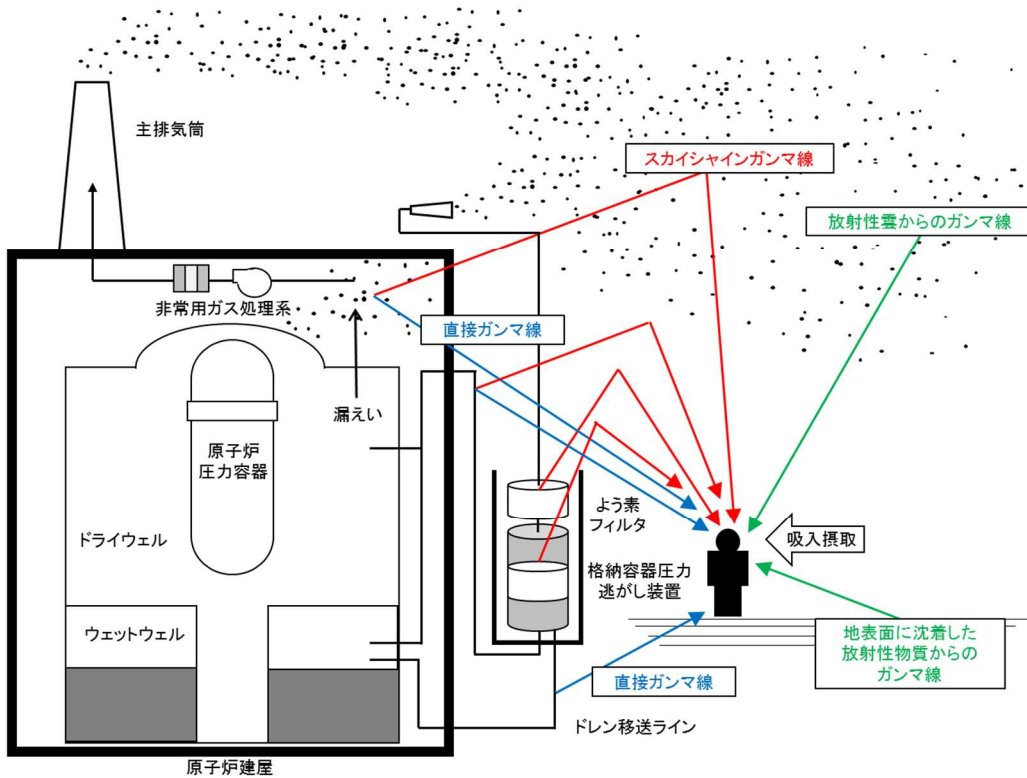 主排気筒
スカイシャインガンマ線
放射性雲からのガンマ線
非常用ガス処理系
直接ガンマ線
漏えい
原子炉
圧力容器
よう素
フィルタ
吸入摂取
ドライウェル
格納容器圧力
逃がし装置
ウェットウェル
地表面に沈着した
放射性物質からの
ガンマ線
直接ガンマ線
ドレン移送ライン
原子炉建屋